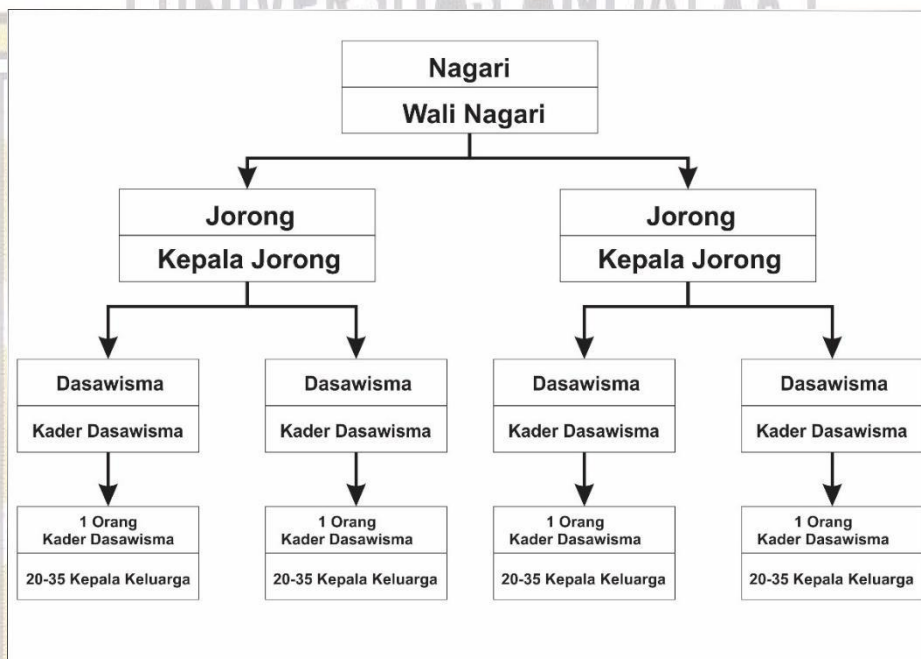 Nagari
Wali Nagari
Jorong
Kepala Jorong
Jorong
Kepala Jorong
Dasawisma
Kader Dasawisma
Dasawisma
Kader Dasawisma
Dasawisma
Kader Dasawisma
Dasawisma
Kader Dasawisma
1 Orang
Kader Dasawisma
20-35 Kepala Keluarga
1 Orang
Kader Dasawisma
20-35 Kepala Keluarga
1 Orang
Kader Dasawisma
20-35 Kepala Keluarga
1 Orang
Kader Dasawisma
20-35 Kepala Keluarga